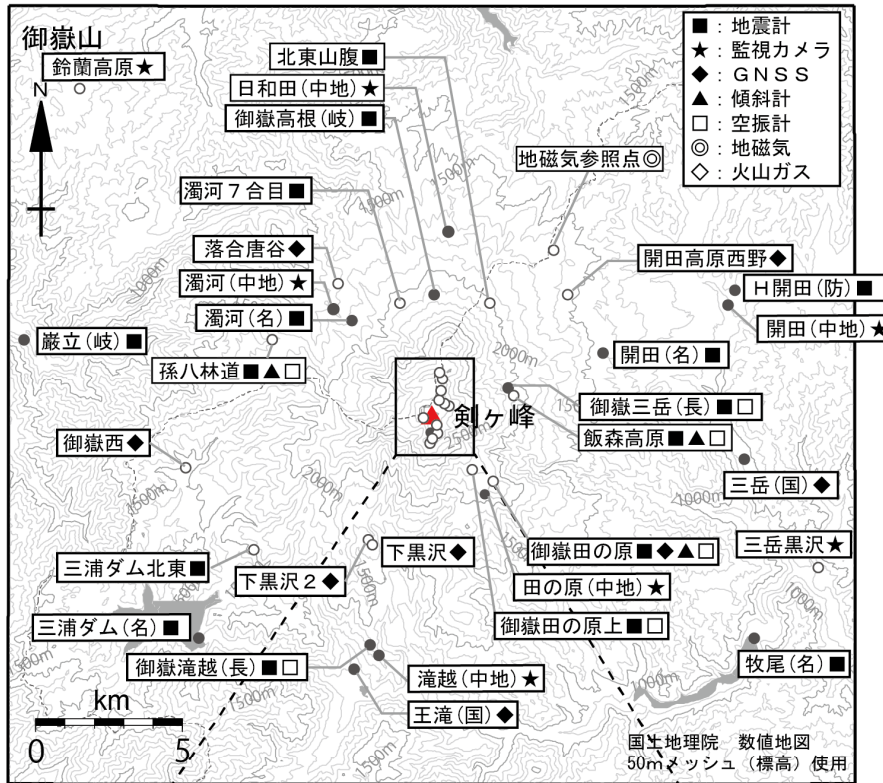 御嶽山
鈴蘭高原★
N
北東山腹■
日和田(中地)★
御嶽高根(岐)■
■：地震計
★：監視カメラ
◆：ＧＮＳＳ
▲：傾斜計
□：空振計
◎：地磁気
◇：火山ガス
1500m
地磁気参照点◎
1500m
濁河７合目■
1500m
落合唐谷◆
1000m
開田高原西野◆
濁河(中地)★
Ｈ開田(防)■
濁河(名)■
開田(中地)★
巌立(岐)■
開田(名)■
2000m
孫八林道■▲□
御嶽三岳(長)■□
剣ヶ峰
飯森高原■▲□
2500m
御嶽西◆
三岳(国)◆
1500m
2000m
1000m
三浦ダム北東■
下黒沢◆
御嶽田の原■◆▲□
三岳黒沢★
下黒沢２◆
田の原(中地)★
三浦ダム(名)■
御嶽田の原上■□
御嶽滝越(長)■□
滝越(中地)★
牧尾(名)■
1000m
1500m
王滝(国)◆
km
0
5
1500m
国土地理院　数値地図
50mメッシュ（標高）使用